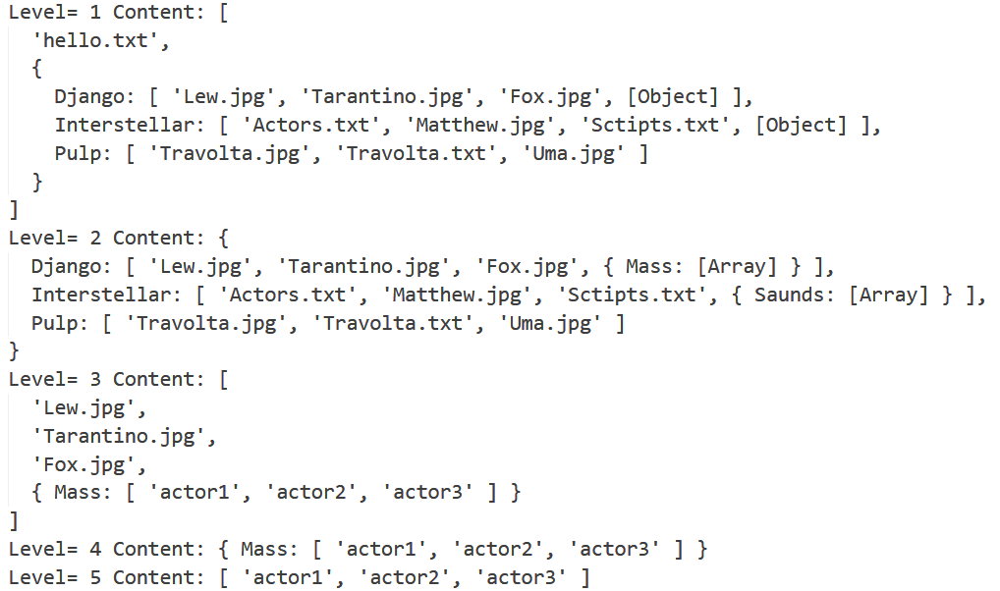 Level= 1 Content: [
  'hello.txt',
  {
    Django: [ 'Lew.jpg', 'Tarantino.jpg', 'Fox.jpg', [Object] ],
    Interstellar: [ 'Actors.txt', 'Matthew.jpg', 'Sctipts.txt', [Object] ],
    Pulp: [ 'Travolta.jpg', 'Travolta.txt', 'Uma.jpg' ]
  }
]
Level= 2 Content: {
  Django: [ 'Lew.jpg', 'Tarantino.jpg', 'Fox.jpg', { Mass: [Array] } ],
  Interstellar: [ 'Actors.txt', 'Matthew.jpg', 'Sctipts.txt', { Saunds: [Array] } ],
  Pulp: [ 'Travolta.jpg', 'Travolta.txt', 'Uma.jpg' ]
}
Level= 3 Content: [
  'Lew.jpg',
  'Tarantino.jpg',
  'Fox.jpg',
  { Mass: [ 'actor1', 'actor2', 'actor3' ] }
]
Level= 4 Content: { Mass: [ 'actor1', 'actor2', 'actor3' ] }
Level= 5 Content: [ 'actor1', 'actor2', 'actor3' ]